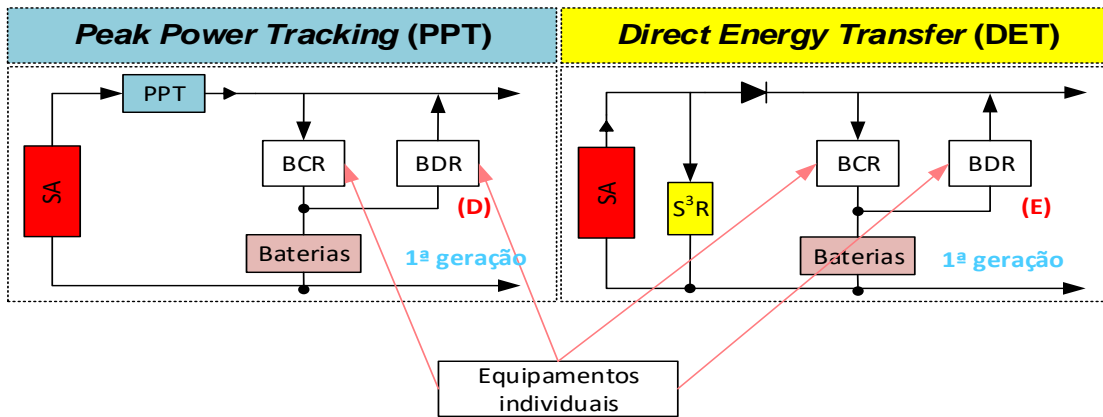 Peak Power Tracking (PPT)
Direct Energy Transfer (DET)
PPT
SA
BCR
BDR
(D)
Baterias
1ª geração
SA
S³R
BCR
BDR
(E)
Baterias
1ª geração
Equipamentos
individuais